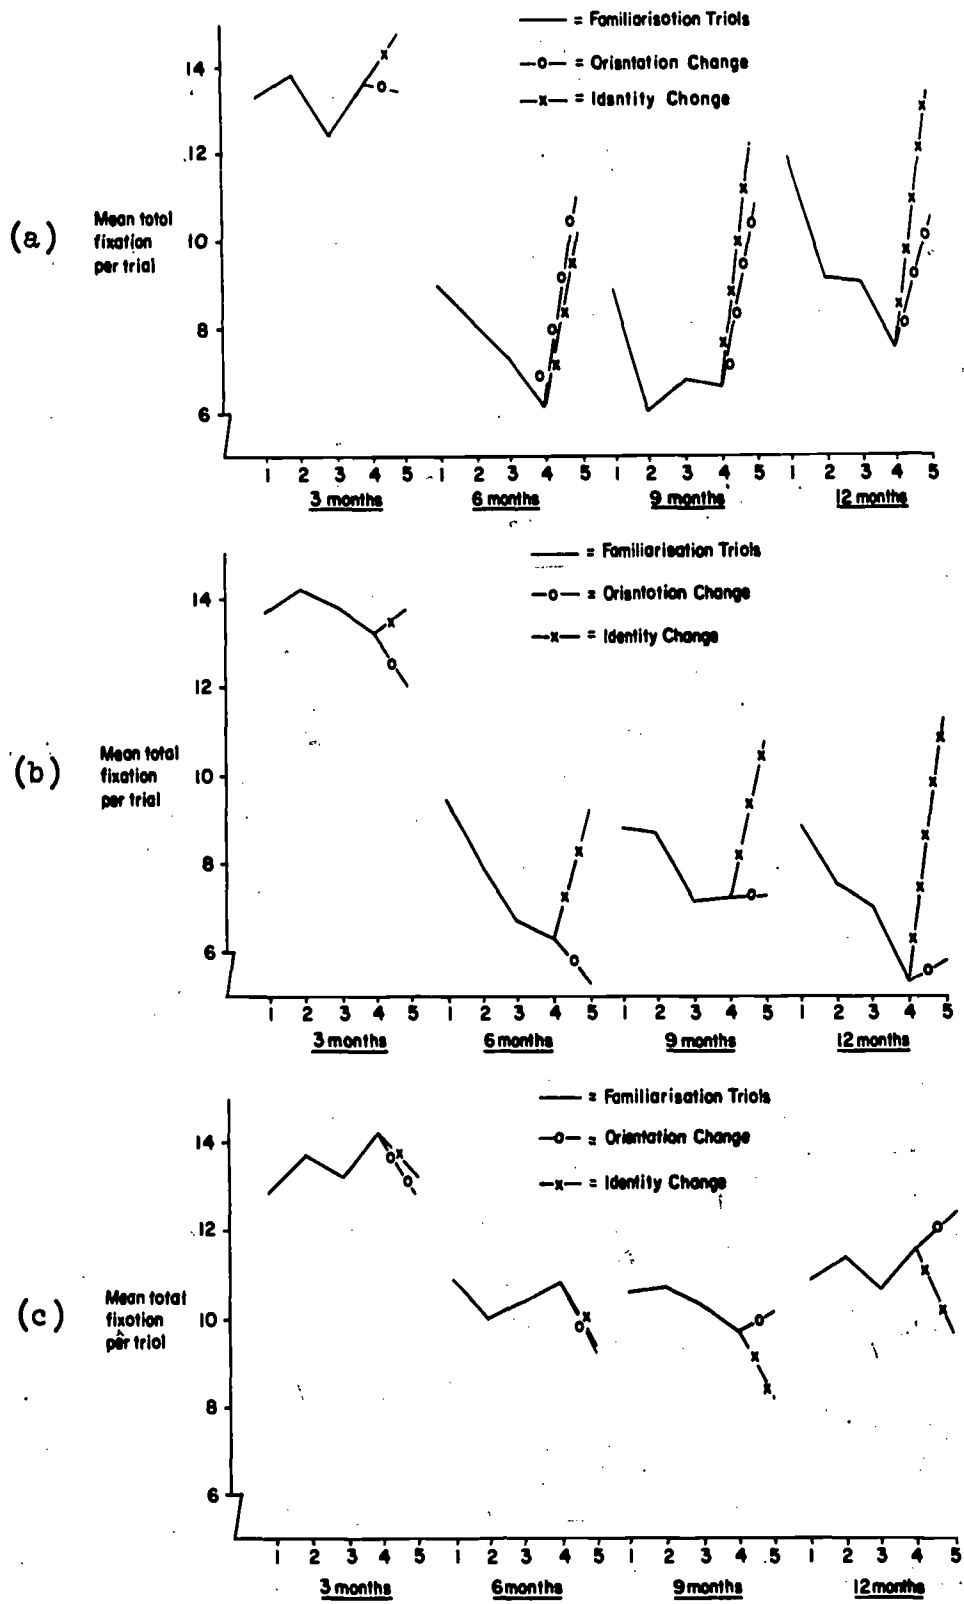 —— = Familiarisation Trials
—o— = Orisntation Change
—x— = Idsntity Change
14
12
10
8
6
(a)
Mean total
fixation
per trial
1 2 3 4 5 1 2 3 4 5 1 2 3 4 5 1 2 3 4 5
3 months 6 months 9 months 12 months
—— = Familiarisation Trials
—o— = Orisntation Change
—x— = Identity Change
14
12
10
8
6
(b)
Mean total
fixation
per trial
1 2 3 4 5 1 2 3 4 5 1 2 3 4 5 1 2 3 4 5
3 months 6 months 9 months 12 months
—— = Familiarisation Trials
—o— = Orientation Change
—x— = Identity Change
14
12
10
8
6
(c)
Mean total
fixation
per trial
1 2 3 4 5 1 2 3 4 5 1 2 3 4 5 1 2 3 4 5
3 months 6 months 9 months 12 months